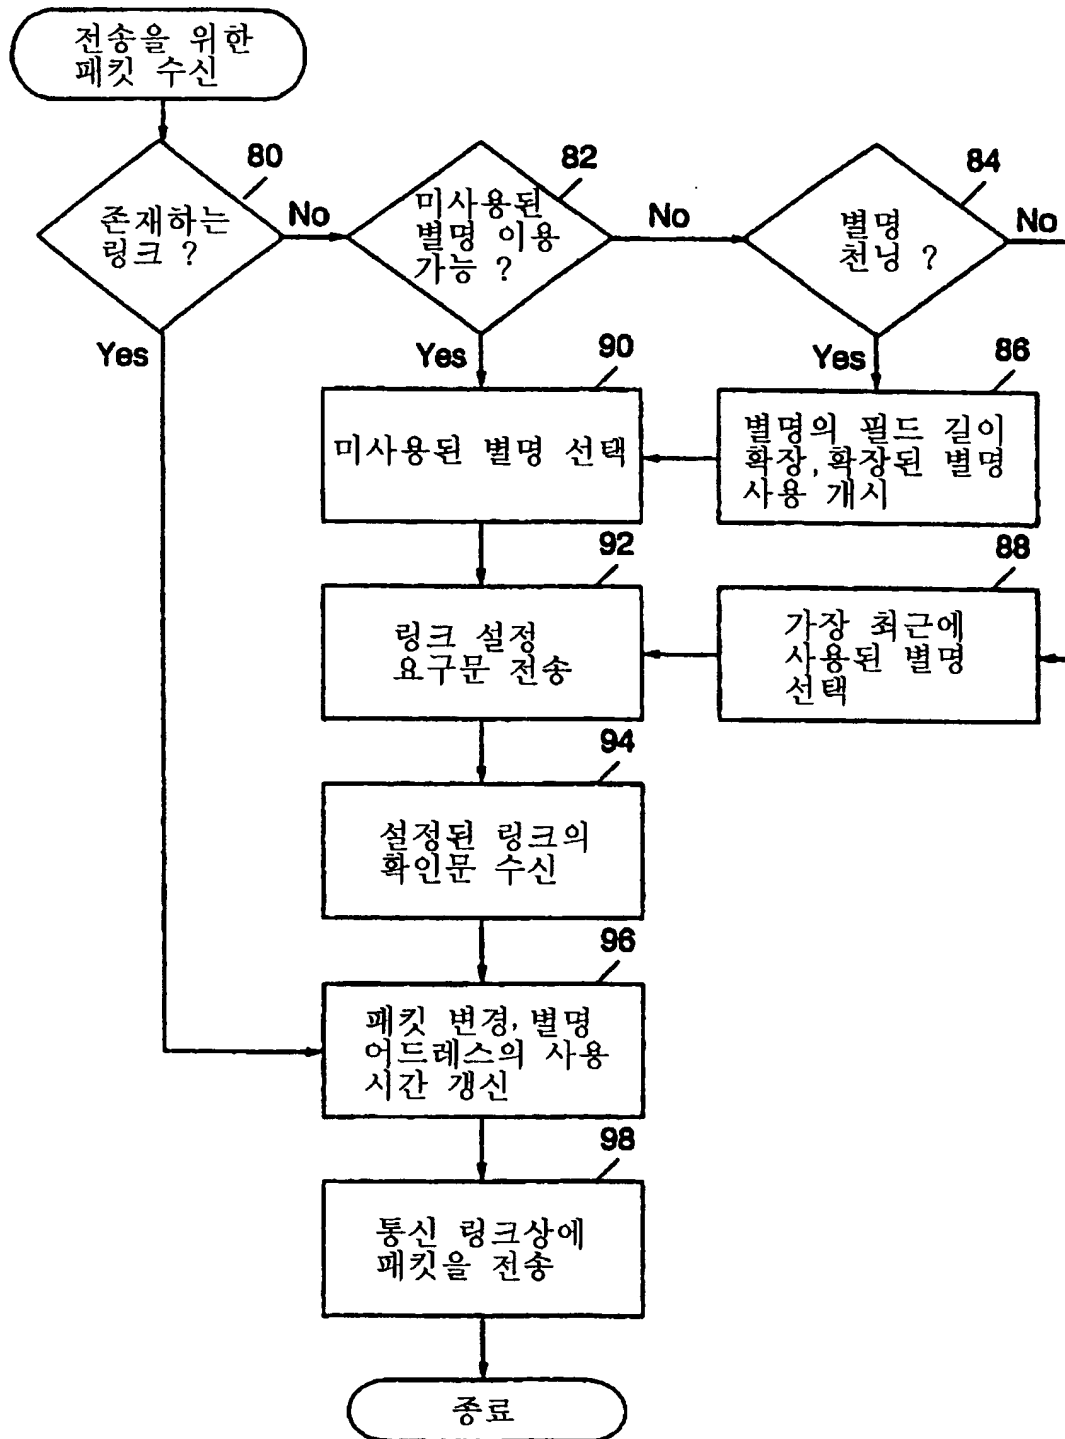 전송을 위한
패킷 수신
80
존재하는
링크 ?
No
Yes
82
미사용된
별명 이용
가능 ?
No
Yes
84
별명
천닝 ?
No
Yes
90
미사용된 별명 선택
86
별명의 필드 길이
확장,확장된 별명
사용 개시
92
링크 설정
요구문 전송
88
가장 최근에
사용된 별명
선택
94
설정된 링크의
확인문 수신
96
패킷 변경, 별명
어드레스의 사용
시간 갱신
98
통신 링크상에
패킷을 전송
종료